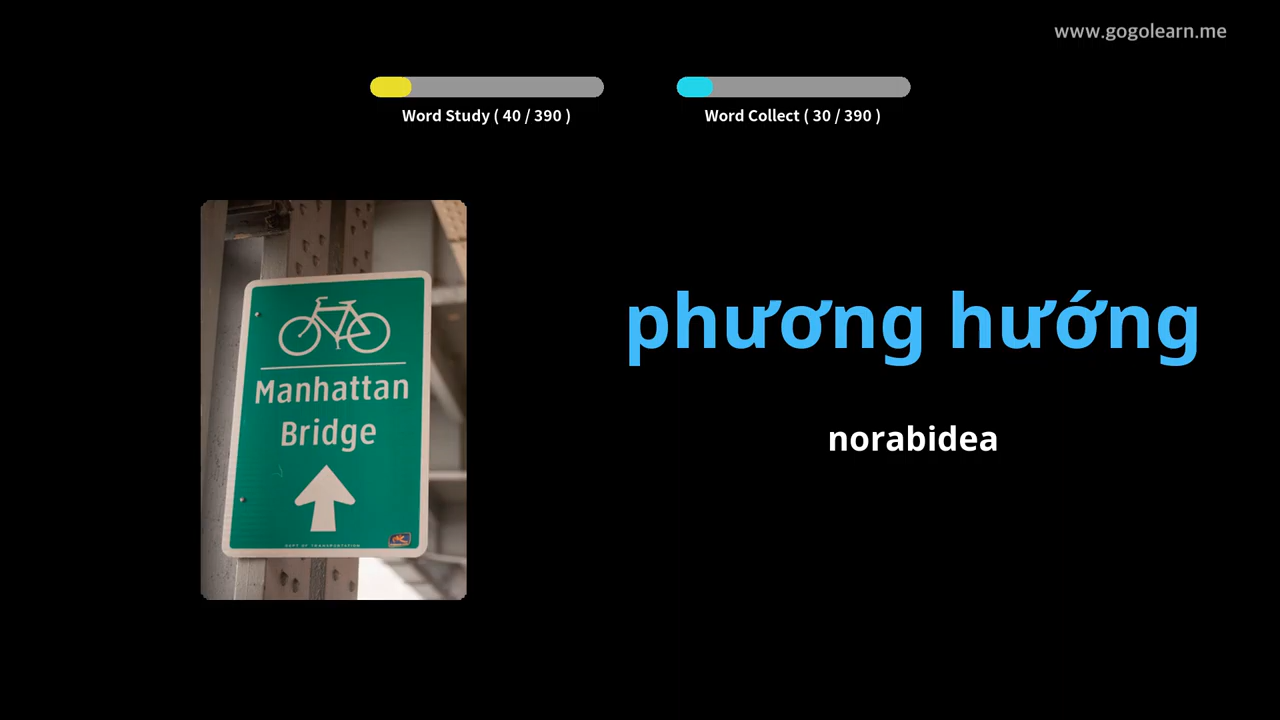 www.gogolearn.me
Word Study ( 40 / 390 )
Word Collect ( 30 / 390 )
phương hướng
norabidea
Manhattan
Bridge